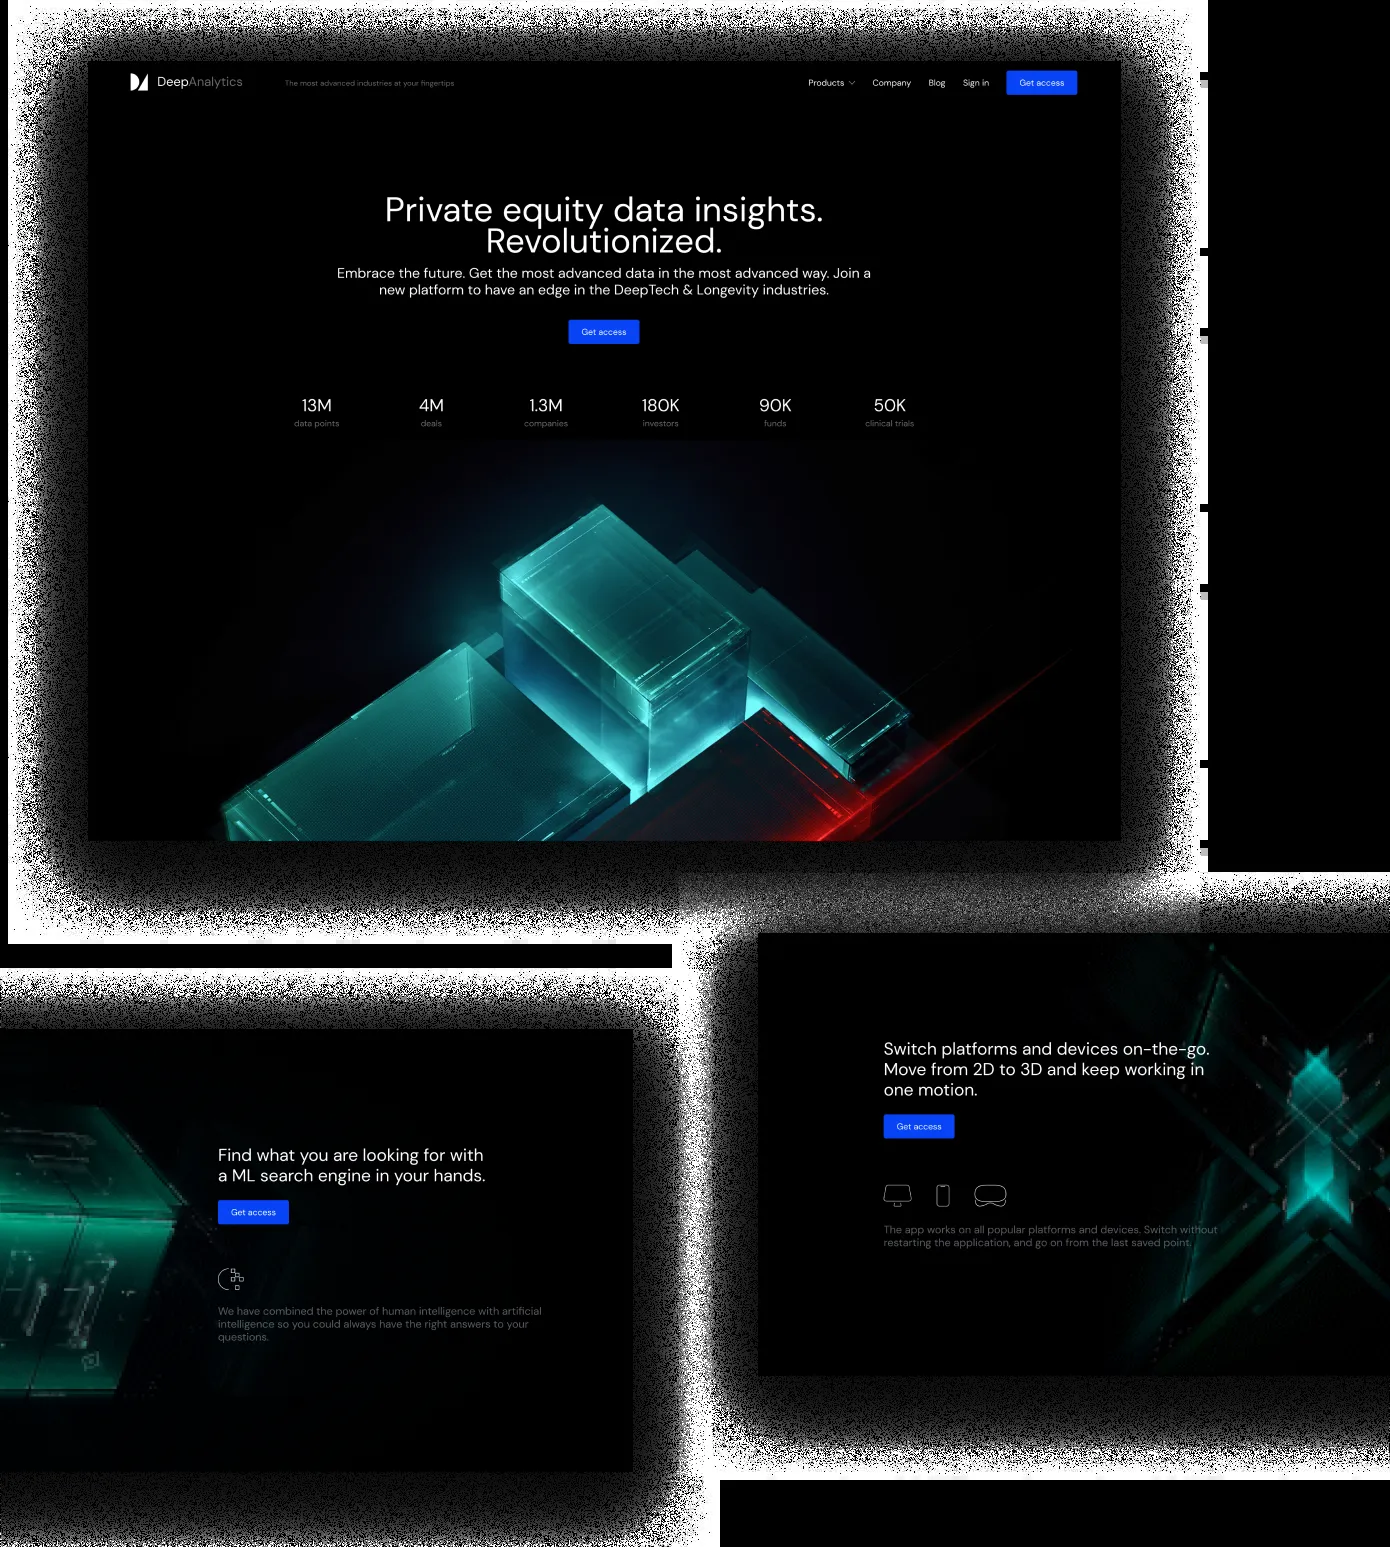 DeepAnalytics
The most advanced industries at your fingertips
Products
Company
Blog
Sign in
Get access
Private equity data insights.
Revolutionized.
Embrace the future. Get the most advanced data in the most advanced way. Join a
new platform to have an edge in the DeepTech & Longevity industries.
Get access
13M
data points
4M
deals
1.3M
companies
180K
investors
90K
funds
50K
clinical trials
Switch platforms and devices on-the-go.
Move from 2D to 3D and keep working in
one motion.
Get access
The app works on all popular platforms and devices. Switch without
restarting the application, and go on from the last saved point.
Find what you are looking for with
a ML search engine in your hands.
Get access
We have combined the power of human intelligence with artificial
intelligence so you could always have the right answers to your
questions.